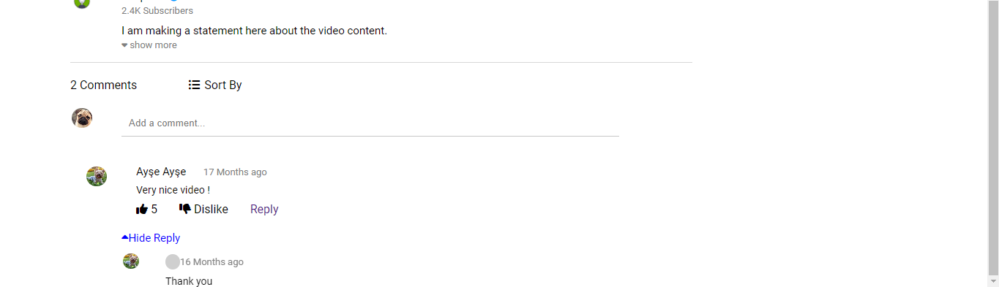 2.4K Subscribers
I am making a statement here about the video content.
show more
2 Comments Sort By
Add a comment...
Ayşe Ayşe 17 Months ago
Very nice video !
5 Dislike Reply
Hide Reply
16 Months ago
Thank you